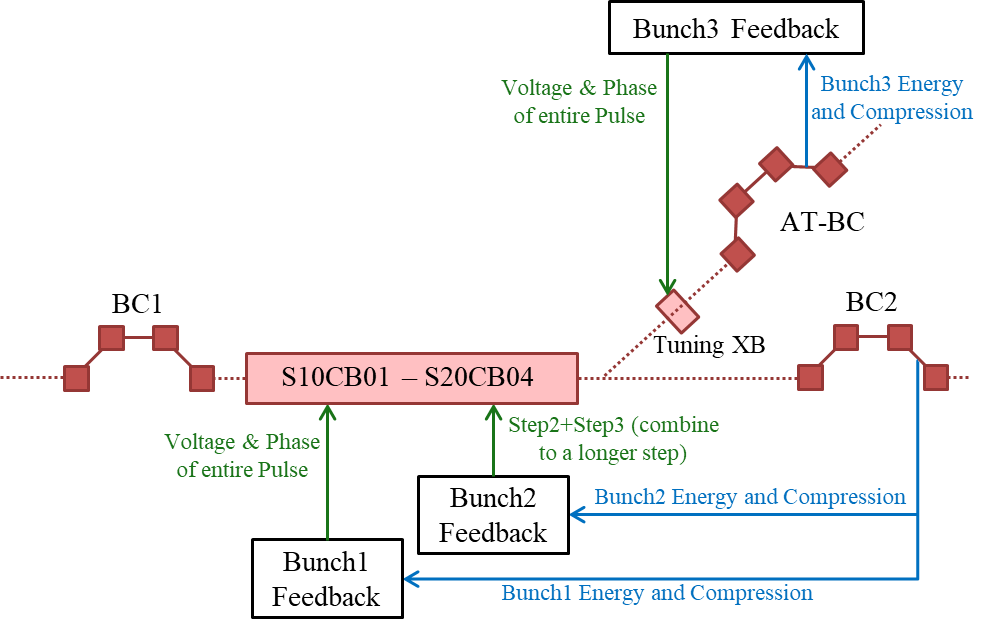 Bunch3 Feedback
Voltage & Phase
of entire Pulse
Bunch3 Energy
and Compression
AT-BC
BC1
BC2
Tuning XB
S10CB01 – S20CB04
Voltage & Phase
of entire Pulse
Step2+Step3 (combine
to a longer step)
Bunch2
Feedback
Bunch2 Energy and Compression
Bunch1
Feedback
Bunch1 Energy and Compression